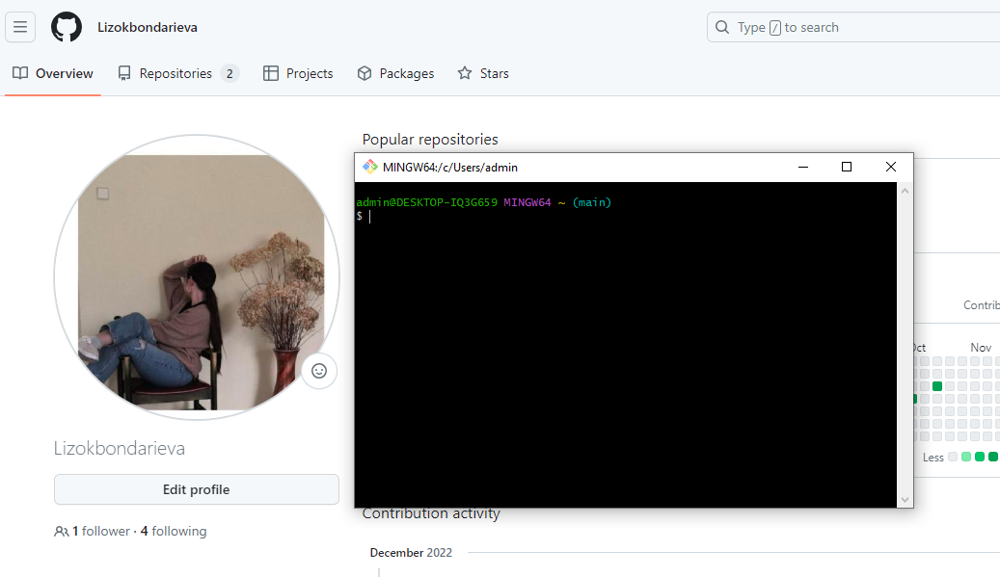 Lizokbondarieva
Type / to search
Overview
Repositories 2
Projects
Packages
Stars
Popular repositories
MINGW64:/c/Users/admin
admin@DESKTOP-IQ3G659 MINGW64 ~ (main)
$
Contrib
Oct
Nov
Less
Lizokbondarieva
Edit profile
1 follower · 4 following
Contribution activity
December 2022